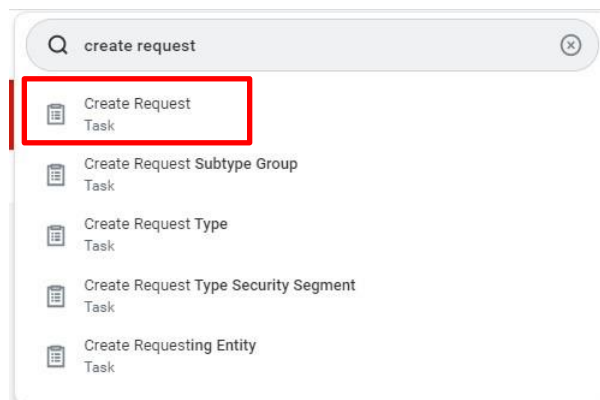 create request
Create Request
Task
Create Request Subtype Group
Task
Create Request Type
Task
Create Request Type Security Segment
Task
Create Requesting Entity
Task